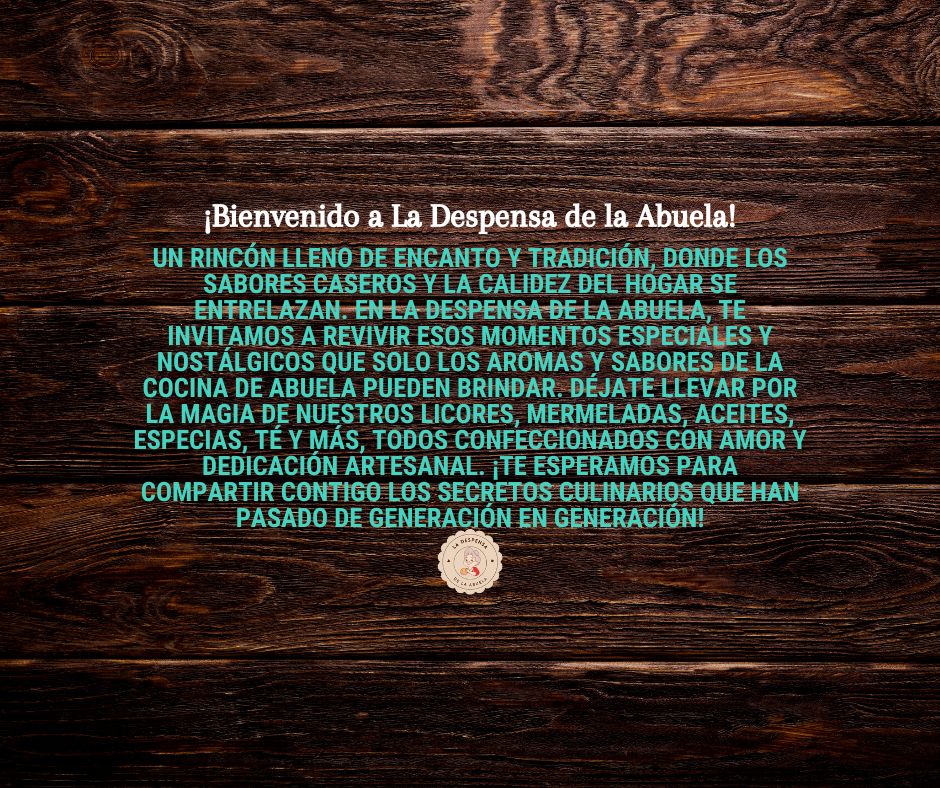 ¡Bienvenido a La Despensa de la Abuela!
UN RINCÓN LLENO DE ENCANTO Y TRADICIÓN, DONDE LOS
SABORES CASEROS Y LA CALIDEZ DEL HOGAR SE
ENTRELAZAN. EN LA DESPENSA DE LA ABUELA, TE
INVITAMOS A REVIVIR ESOS MOMENTOS ESPECIALES Y
NOSTÁLGICOS QUE SOLO LOS AROMAS Y SABORES DE LA
COCINA DE ABUELA PUEDEN BRINDAR. DÉJATE LLEVAR POR
LA MAGIA DE NUESTROS LICORES, MERMELADAS, ACEITES,
ESPECIAS, TÉ Y MÁS, TODOS CONFECCIONADOS CON AMOR Y
DEDICACIÓN ARTESANAL. ¡TE ESPERAMOS PARA
COMPARTIR CONTIGO LOS SECRETOS CULINARIOS QUE HAN
PASADO DE GENERACIÓN EN GENERACIÓN!
LA DESPENSA
DE LA ABUELA